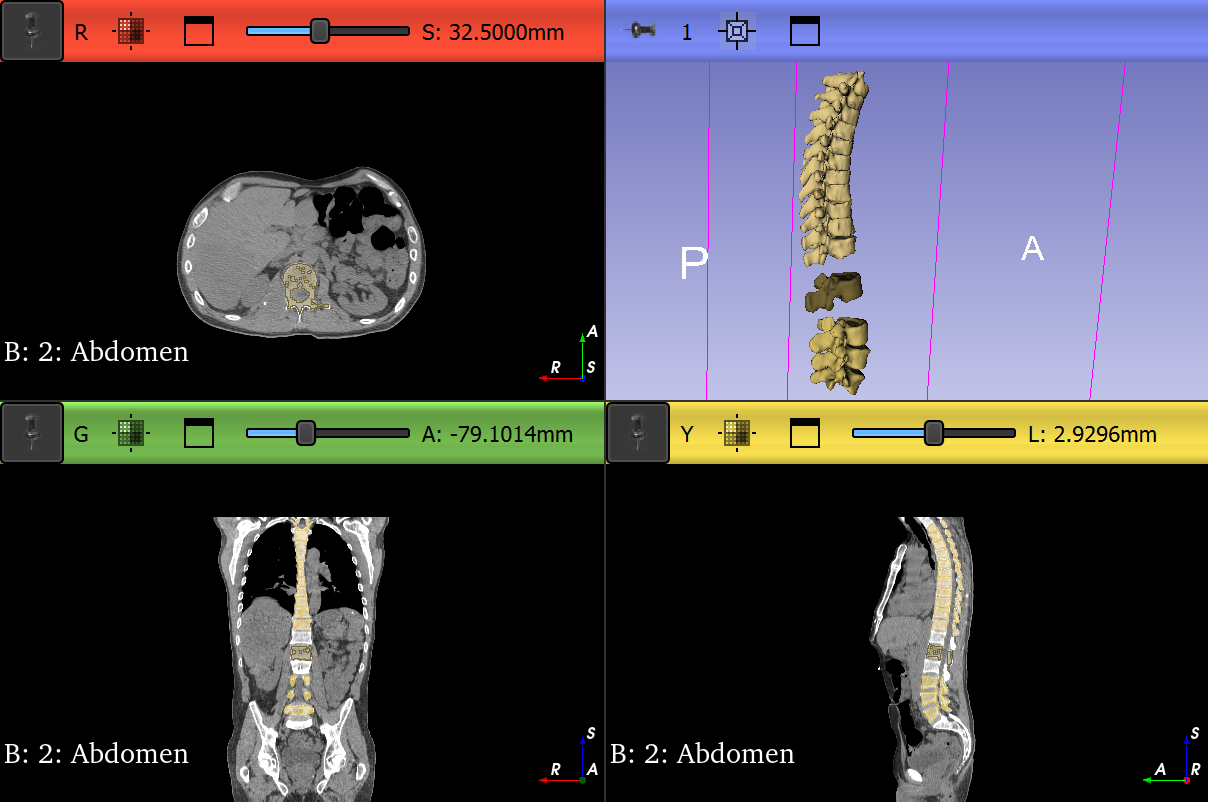 R S: 32.5000mm
1
P A
B: 2: Abdomen
A
R S
G A: -79.1014mm
Y L: 2.9296mm
B: 2: Abdomen
S
R A
B: 2: Abdomen
S
A R